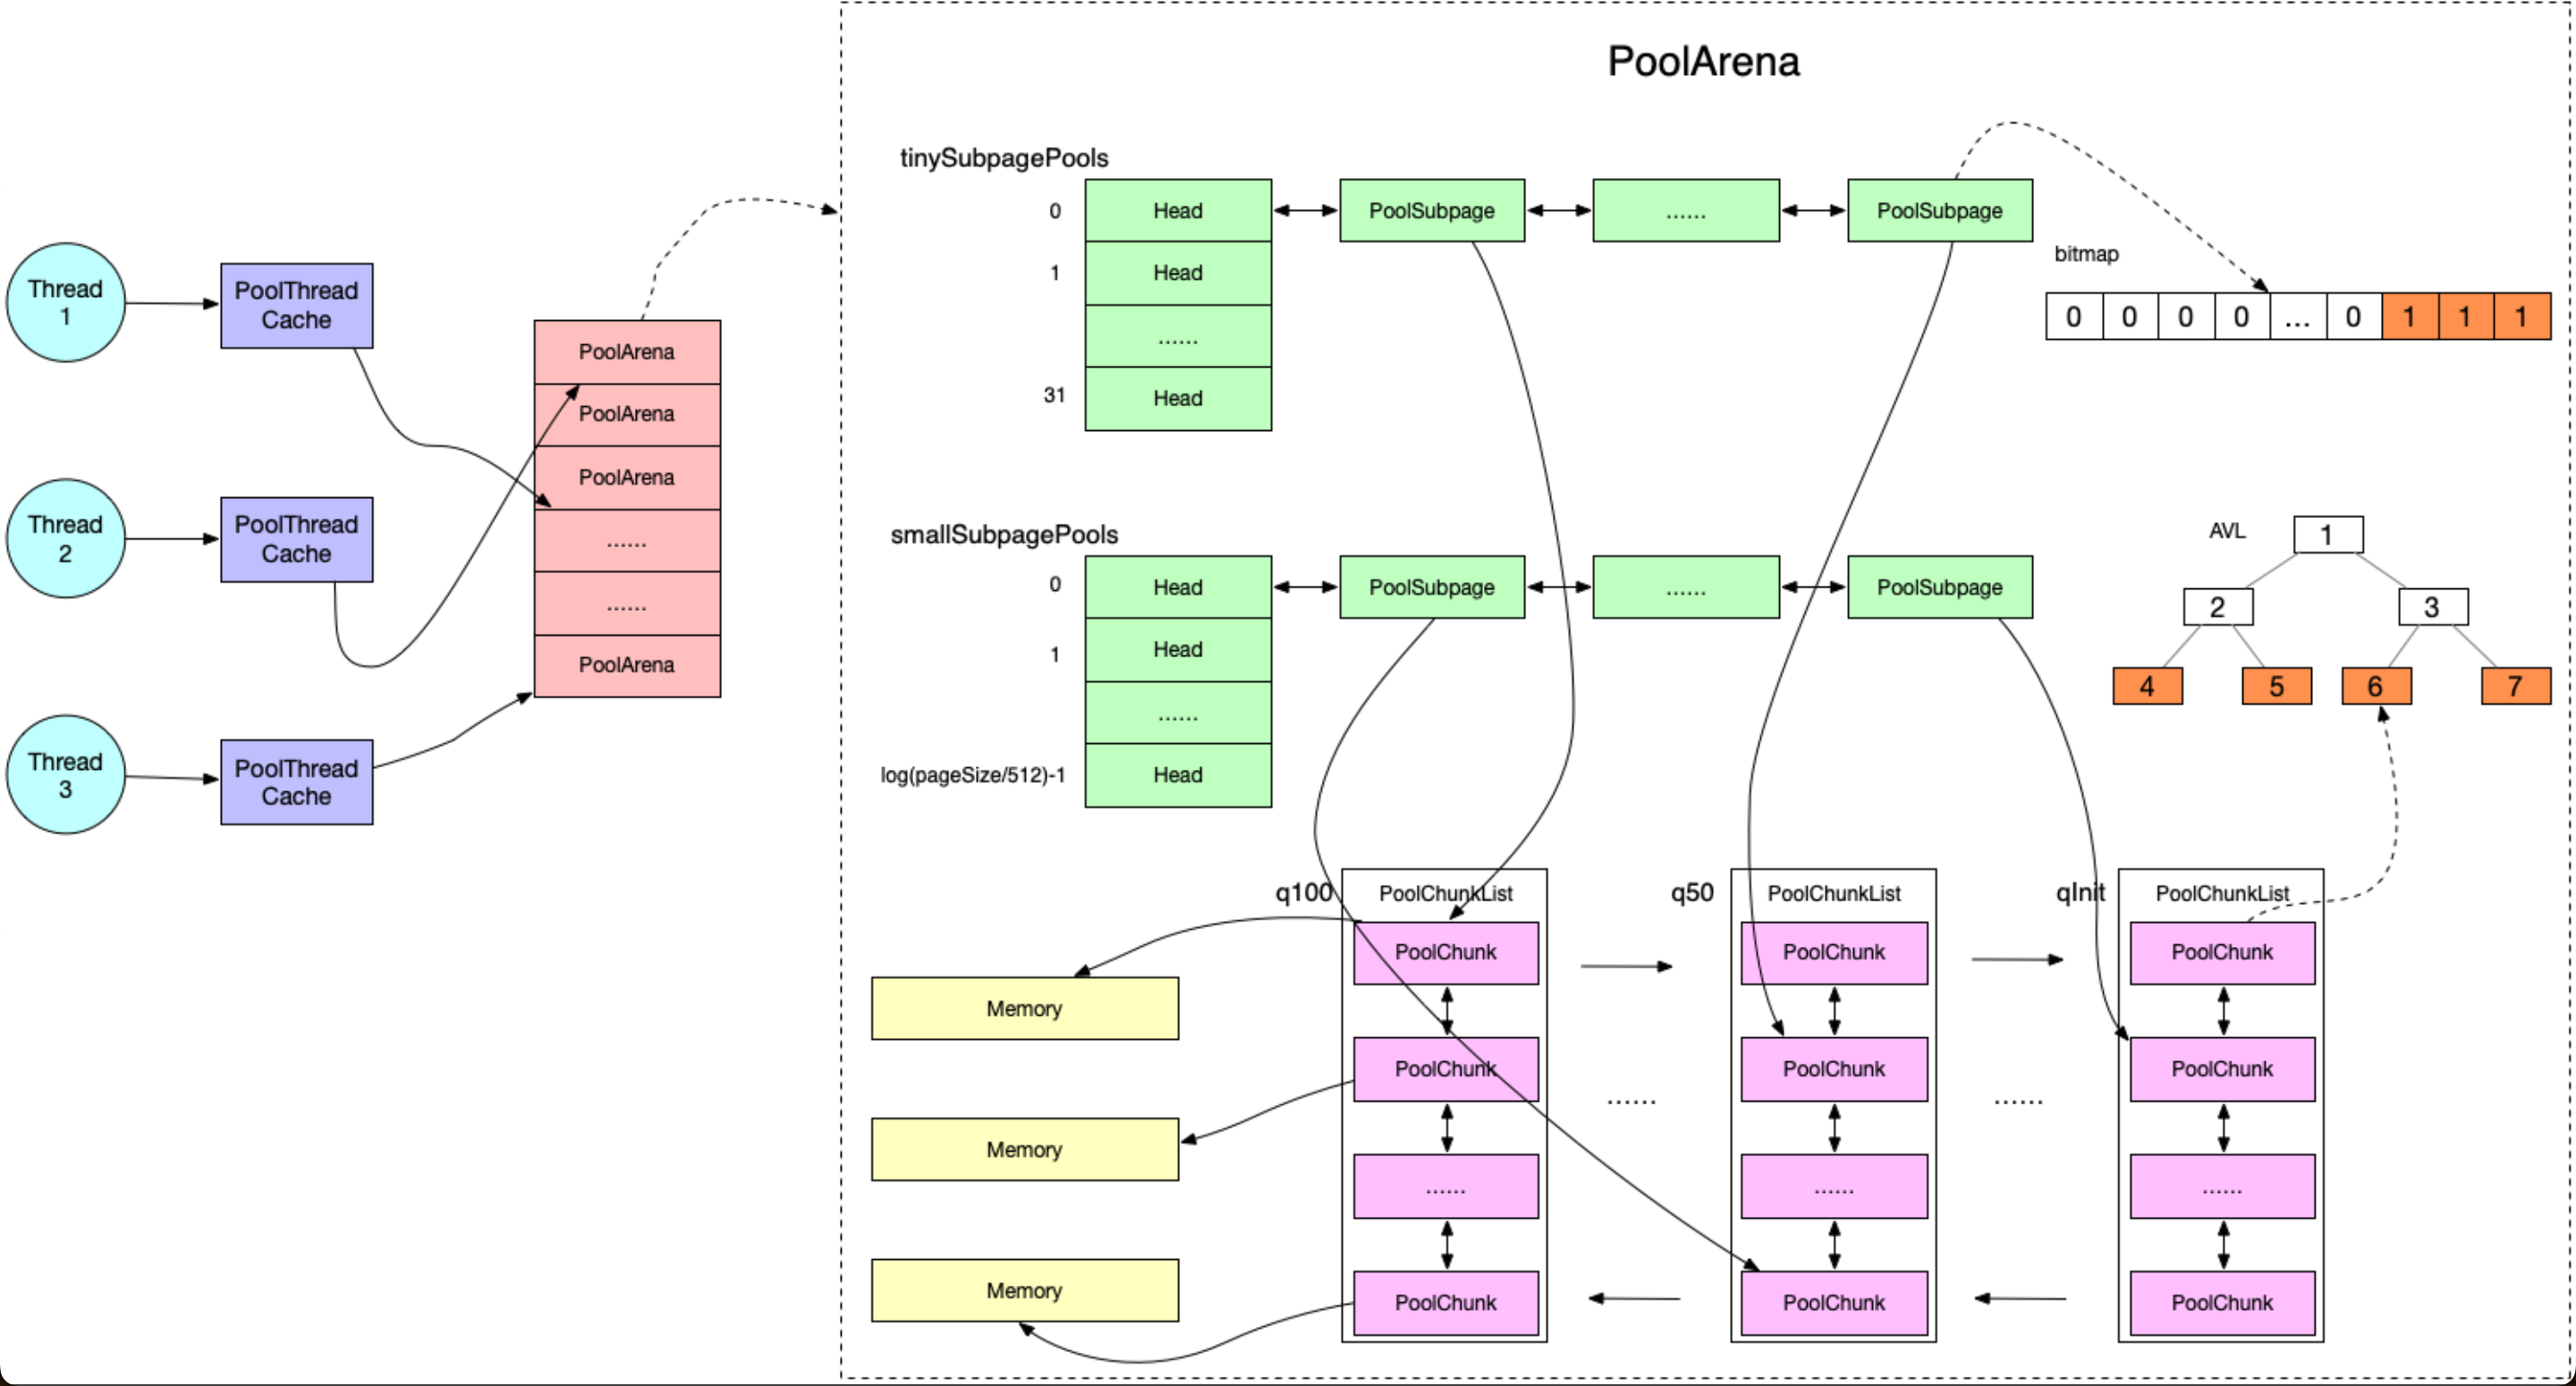 PoolArena
Thread
1
PoolThread
Cache
Thread
2
PoolThread
Cache
Thread
3
PoolThread
Cache
PoolArena
PoolArena
PoolArena
......
......
PoolArena
tinySubpagePools
0
Head
PoolSubpage
......
PoolSubpage
1
Head
......
31
Head
bitmap
0 0 0 0 ... 0 1 1 1
smallSubpagePools
0
Head
PoolSubpage
......
PoolSubpage
1
Head
......
log(pageSize/512)-1
Head
AVL
1
2
3
4
5
6
7
q100
PoolChunkList
PoolChunk
PoolChunk
......
PoolChunk
......
q50
PoolChunkList
PoolChunk
PoolChunk
......
PoolChunk
......
qInit
PoolChunkList
PoolChunk
PoolChunk
......
PoolChunk
Memory
Memory
Memory